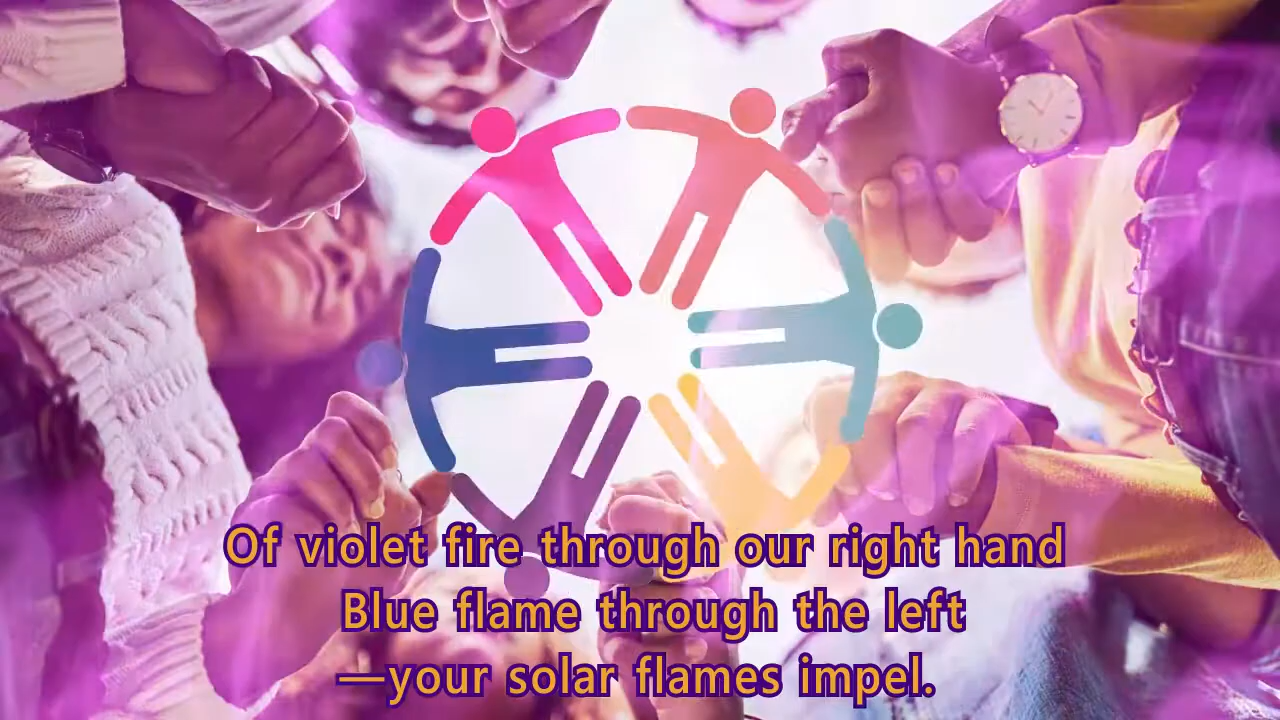 Of violet fire through our right hand
Blue flame through the left
—your solar flames impel.